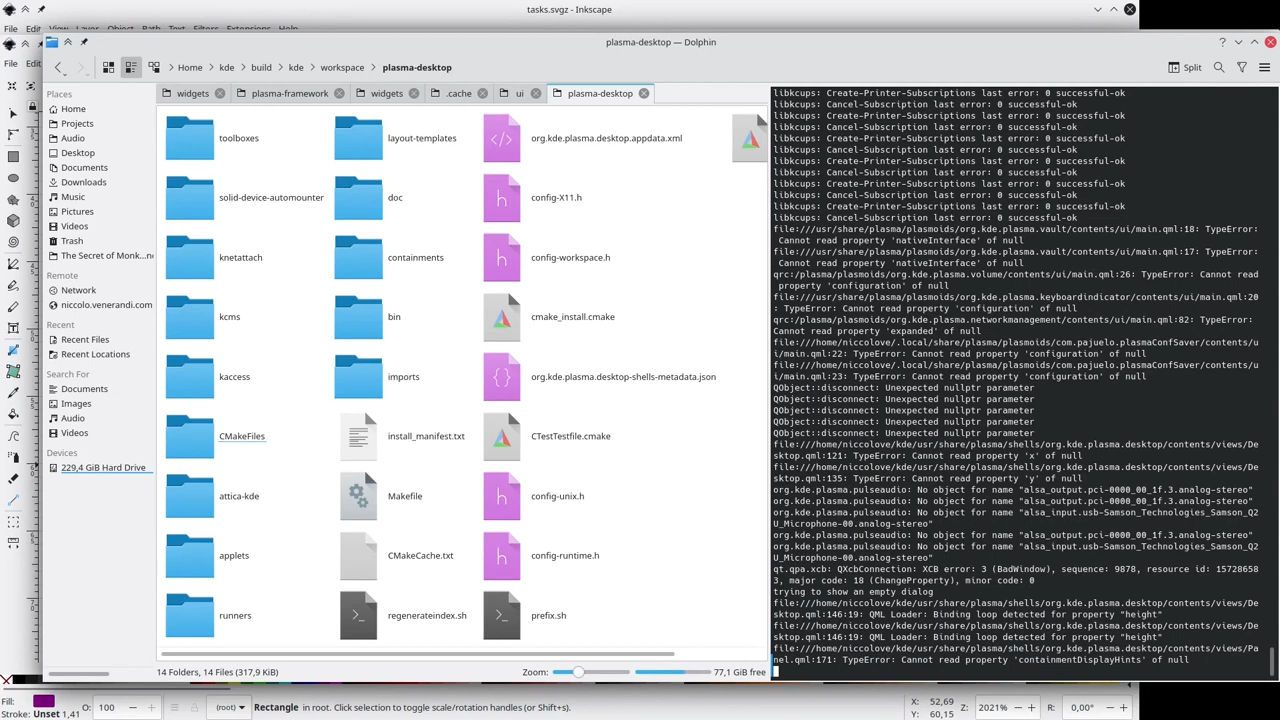 tasks.svgz - Inkscape
File
plasma-desktop — Dolphin
File
Home
kde
build
kde
workspace
plasma-desktop
Split
Places
Home
Projects
Audio
Desktop
Documents
Downloads
Music
Pictures
Videos
Trash
The Secret of Monk...n
Remote
Network
niccolo.venerandi.com
Recent
Recent Files
Recent Locations
Search For
Documents
Images
Audio
Videos
Devices
229,4 GiB Hard Drive
widgets
plasma-framework
widgets
.cache
ui
plasma-desktop
toolboxes
layout-templates
org.kde.plasma.desktop.appdata.xml
solid-device-automounter
doc
config-X11.h
knetattach
containments
config-workspace.h
kcms
bin
cmake_install.cmake
kaccess
imports
org.kde.plasma.desktop-shells-metadata.json
CMakeFiles
install_manifest.txt
CTestTestfile.cmake
attica-kde
Makefile
config-unix.h
applets
CMakeCache.txt
config-runtime.h
runners
regenerateindex.sh
prefix.sh
14 Folders, 14 Files (317,9 KiB)
Zoom:
77,1 GiB free
libkcups: Create-Printer-Subscriptions last error: 0 successful-ok
libkcups: Cancel-Subscription last error: 0 successful-ok
libkcups: Create-Printer-Subscriptions last error: 0 successful-ok
libkcups: Cancel-Subscription last error: 0 successful-ok
libkcups: Create-Printer-Subscriptions last error: 0 successful-ok
libkcups: Cancel-Subscription last error: 0 successful-ok
libkcups: Create-Printer-Subscriptions last error: 0 successful-ok
libkcups: Cancel-Subscription last error: 0 successful-ok
libkcups: Create-Printer-Subscriptions last error: 0 successful-ok
libkcups: Cancel-Subscription last error: 0 successful-ok
libkcups: Create-Printer-Subscriptions last error: 0 successful-ok
libkcups: Cancel-Subscription last error: 0 successful-ok
file:///usr/share/plasma/plasmoids/org.kde.plasma.vault/contents/ui/main.qml:18: TypeError:
Cannot read property 'nativeInterface' of null
file:///usr/share/plasma/plasmoids/org.kde.plasma.vault/contents/ui/main.qml:17: TypeError:
Cannot read property 'nativeInterface' of null
qrc:/plasma/plasmoids/org.kde.plasma.volume/contents/ui/main.qml:26: TypeError: Cannot read
property 'configuration' of null
file:///usr/share/plasma/plasmoids/org.kde.plasma.keyboardindicator/contents/ui/main.qml:20
: TypeError: Cannot read property 'configuration' of null
qrc:/plasma/plasmoids/org.kde.plasma.networkmanagement/contents/ui/main.qml:82: TypeError:
Cannot read property 'expanded' of null
file:///home/niccolove/.local/share/plasma/plasmoids/com.pajuelo.plasmaConfSaver/contents/u
i/main.qml:22: TypeError: Cannot read property 'configuration' of null
file:///home/niccolove/.local/share/plasma/plasmoids/com.pajuelo.plasmaConfSaver/contents/u
i/main.qml:23: TypeError: Cannot read property 'configuration' of null
QObject::disconnect: Unexpected nullptr parameter
QObject::disconnect: Unexpected nullptr parameter
QObject::disconnect: Unexpected nullptr parameter
QObject::disconnect: Unexpected nullptr parameter
QObject::disconnect: Unexpected nullptr parameter
file:///home/niccolove/kde/usr/share/plasma/shells/org.kde.plasma.desktop/contents/views/De
sktop.qml:121: TypeError: Cannot read property 'x' of null
file:///home/niccolove/kde/usr/share/plasma/shells/org.kde.plasma.desktop/contents/views/De
sktop.qml:135: TypeError: Cannot read property 'y' of null
org.kde.plasma.pulseaudio: No object for name "alsa_output.pci-0000_00_1f.3.analog-stereo"
org.kde.plasma.pulseaudio: No object for name "alsa_output.pci-0000_00_1f.3.analog-stereo"
org.kde.plasma.pulseaudio: No object for name "alsa_input.usb-Samson_Technologies_Samson_Q2
U_Microphone-00.analog-stereo"
org.kde.plasma.pulseaudio: No object for name "alsa_output.pci-0000_00_1f.3.analog-stereo"
org.kde.plasma.pulseaudio: No object for name "alsa_input.usb-Samson_Technologies_Samson_Q2
U_Microphone-00.analog-stereo"
qt.qpa.xcb: QXcbConnection: XCB error: 3 (BadWindow), sequence: 9878, resource id: 15728658
3, major code: 18 (ChangeProperty), minor code: 0
trying to show an empty dialog
file:///home/niccolove/kde/usr/share/plasma/shells/org.kde.plasma.desktop/contents/views/De
sktop.qml:146:19: QML Loader: Binding loop detected for property "height"
file:///home/niccolove/kde/usr/share/plasma/shells/org.kde.plasma.desktop/contents/views/De
sktop.qml:146:19: QML Loader: Binding loop detected for property "height"
file:///home/niccolove/kde/usr/share/plasma/shells/org.kde.plasma.desktop/contents/views/Pa
nel.qml:171: TypeError: Cannot read property 'containmentDisplayHints' of null
Fill:
Stroke: Unset 1,41
O: 100
(root)
Rectangle in root. Click selection to toggle scale/rotation handles (or Shift+s).
X: 52,69
Y: 60,15
Z: 2021%
R: 0,00°